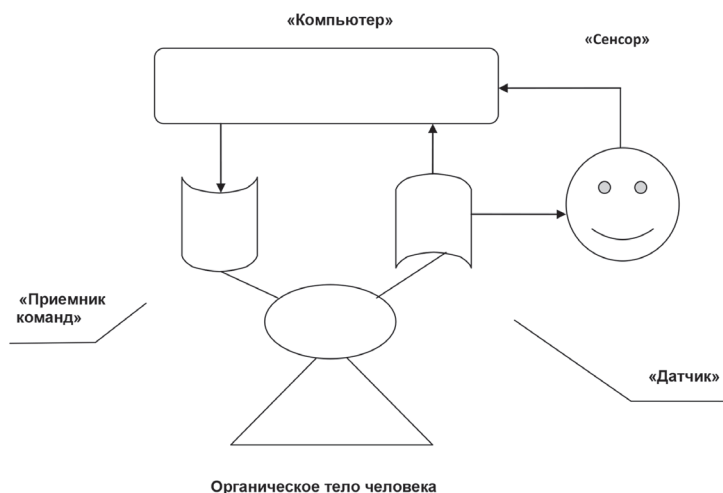 «Компьютер»
«Сенсор»
«Приемник
команд»
«Датчик»
Органическое тело человека